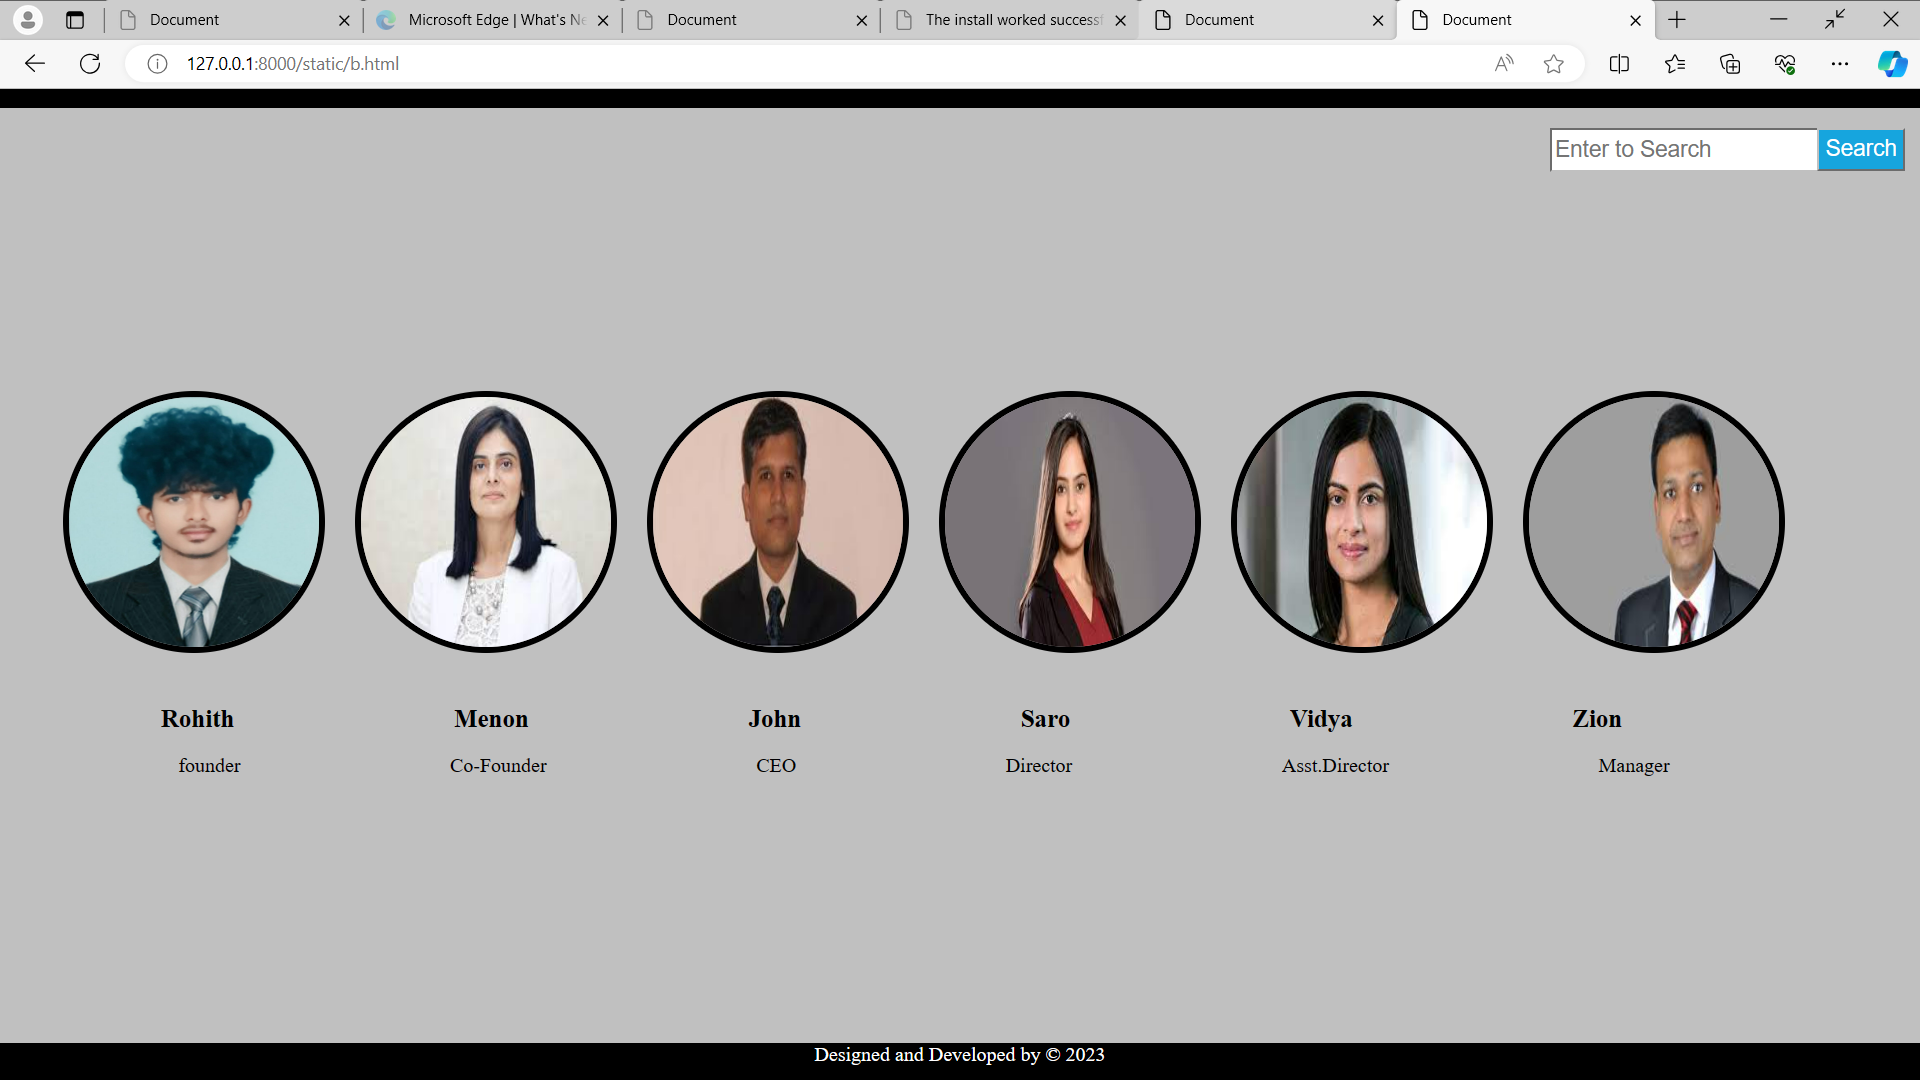 Document
Microsoft Edge | What's Ne
Document
The install worked success
Document
Document
127.0.0.1:8000/static/b.html
Enter to Search
Search
Rohith Menon John Saro Vidya Zion
founder Co-Founder CEO Director Asst.Director Manager
Designed and Developed by © 2023